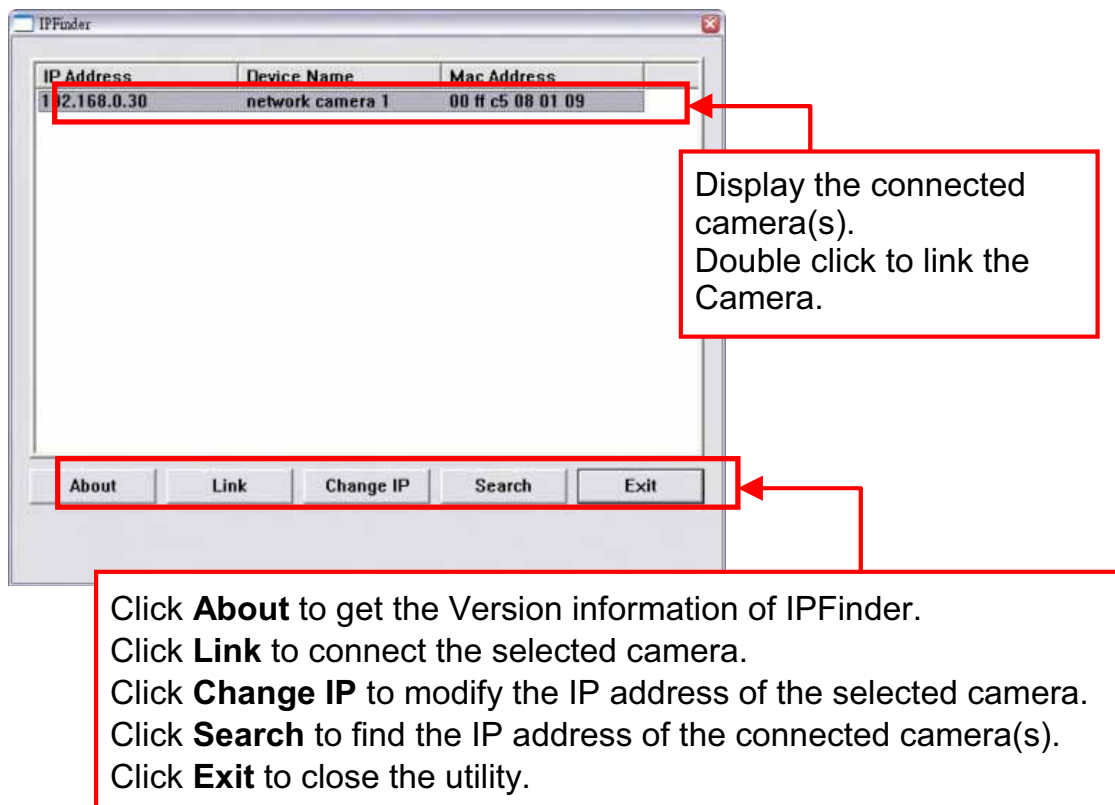 IPFinder
IP Address Device Name Mac Address
192.168.0.30 network camera 1 00 ff c5 08 01 09
Display the connected
camera(s).
Double click to link the
Camera.
About Link Change IP Search Exit
Click About to get the Version information of IPFinder.
Click Link to connect the selected camera.
Click Change IP to modify the IP address of the selected camera.
Click Search to find the IP address of the connected camera(s).
Click Exit to close the utility.